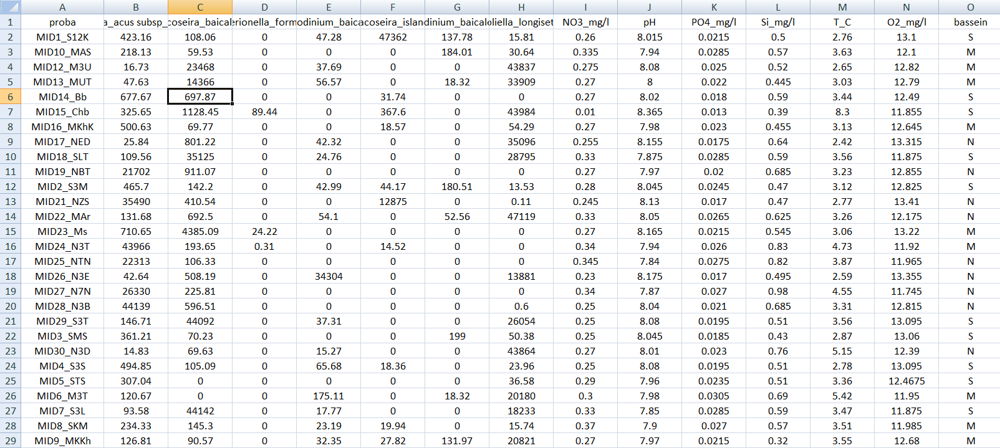 A B C D E F G H I J K L M N O
1 proba a_acus subsp_ coseira_baical erionella_form odinium_baica acoseira_islan dinium_baicalo oliella_longiset NO3_mg/l pH PO4_mg/l Si_mg/l T_C O2_mg/l bassein
2 MID1_S12K 423.16 108.06 0 47.28 47362 137.78 15.81 0.26 8.015 0.0215 0.5 2.76 13.1 S
3 MID10_MAS 218.13 59.53 0 0 0 184.01 30.64 0.335 7.94 0.0285 0.57 3.63 12.1 M
4 MID12_M3U 16.73 23468 0 37.69 0 0 43837 0.275 8.08 0.025 0.52 2.65 12.82 M
5 MID13_MUT 47.63 14366 0 56.57 0 18.32 33909 0.27 8 0.022 0.445 3.03 12.79 M
6 MID14_Bb 677.67 697.87 0 0 31.74 0 0 0.27 8.02 0.018 0.59 3.44 12.49 S
7 MID15_Chb 325.65 1128.45 89.44 0 367.6 0 43984 0.01 8.365 0.013 0.39 8.3 11.855 S
8 MID16_MKhK 500.63 69.77 0 0 18.57 0 54.29 0.27 7.98 0.023 0.455 3.13 12.645 M
9 MID17_NED 25.84 801.22 0 42.32 0 0 35096 0.255 8.155 0.0175 0.64 2.42 13.315 N
10 MID18_SLT 109.56 35125 0 24.76 0 0 28795 0.33 7.875 0.0285 0.59 3.56 11.875 S
11 MID19_NBT 21702 911.07 0 0 0 0 0 0.27 7.97 0.02 0.685 3.23 12.855 N
12 MID2_S3M 465.7 142.2 0 42.99 44.17 180.51 13.53 0.28 8.045 0.0245 0.47 3.12 12.825 S
13 MID21_NZS 35490 410.54 0 0 12875 0 0.11 0.245 8.13 0.017 0.47 2.77 13.41 N
14 MID22_MAr 131.68 692.5 0 54.1 0 52.56 47119 0.33 8.05 0.0265 0.625 3.26 12.175 N
15 MID23_Ms 710.65 4385.09 24.22 0 0 0 0 0.27 8.165 0.0215 0.545 3.06 13.22 M
16 MID24_N3T 43966 193.65 0.31 0 14.52 0 0 0.34 7.94 0.026 0.83 4.73 11.92 M
17 MID25_NTN 22313 106.33 0 0 0 0 0 0.345 7.84 0.0275 0.82 3.87 11.965 N
18 MID26_N3E 42.64 508.19 0 34304 0 0 13881 0.23 8.175 0.017 0.495 2.59 13.355 N
19 MID27_N7N 26330 225.81 0 0 0 0 0 0.34 7.87 0.027 0.98 4.55 11.745 N
20 MID28_N3B 44139 596.51 0 0 0 0 0.6 0.25 8.04 0.021 0.685 3.31 12.815 N
21 MID29_S3T 146.71 44092 0 37.31 0 0 26054 0.25 8.08 0.0195 0.51 3.56 13.095 S
22 MID3_SMS 361.21 70.23 0 0 0 199 50.38 0.25 8.045 0.0185 0.43 2.87 13.06 S
23 MID30_N3D 14.83 69.63 0 15.27 0 0 43864 0.27 8.01 0.023 0.76 5.15 12.39 N
24 MID4_S3S 494.85 105.09 0 65.68 18.36 0 23.96 0.25 8.08 0.0195 0.51 2.78 13.095 S
25 MID5_STS 307.04 0 0 0 0 0 36.58 0.29 7.96 0.0235 0.51 3.36 12.4675 S
26 MID6_M3T 120.67 0 0 175.11 0 18.32 20180 0.3 7.98 0.0305 0.69 5.42 11.95 M
27 MID7_S3L 93.58 44142 0 17.77 0 0 18233 0.33 7.85 0.0285 0.59 3.47 11.875 S
28 MID8_SKM 234.33 145.3 0 23.19 19.94 0 15.74 0.37 7.9 0.027 0.57 3.51 11.985 M
29 MID9_MKKh 126.81 90.57 0 32.35 27.82 131.97 20821 0.27 7.97 0.0215 0.32 3.55 12.68 M